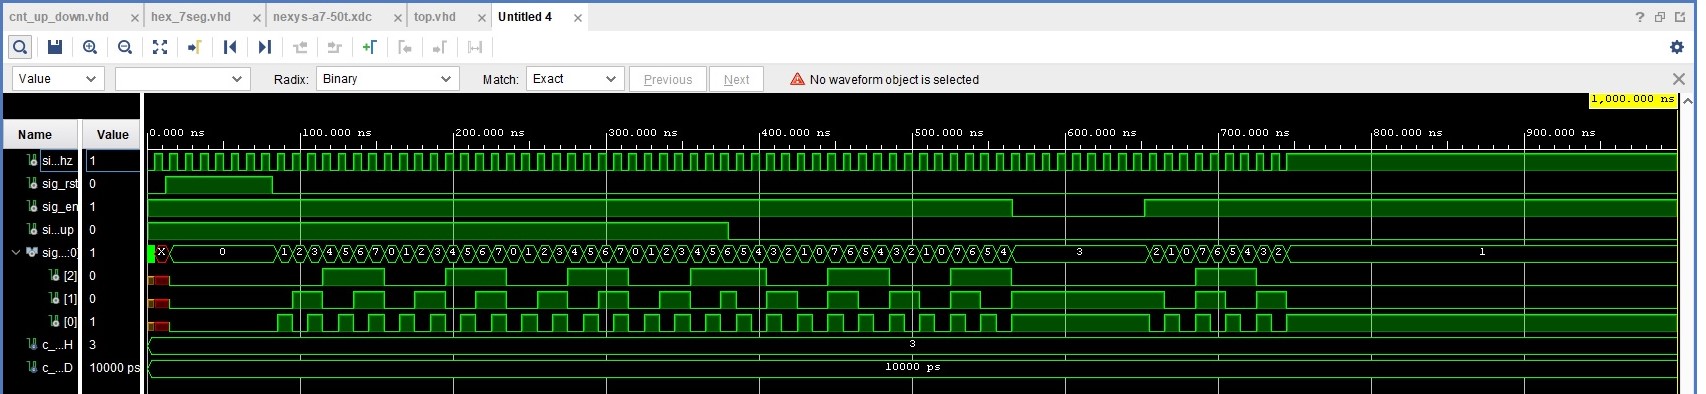 cnt_up_down.vhd × hex_7seg.vhd × nexys-a7-50t.xdc × top.vhd × Untitled 4 ×
Value Radix: Binary Match: Exact Previous Next No waveform object is selected
1,000.000 ns
Name Value 0.000 ns 100.000 ns 200.000 ns 300.000 ns 400.000 ns 500.000 ns 600.000 ns 700.000 ns 800.000 ns 900.000 ns
si...hz 1
sig_rst 0
sig_en 1
si...up 0
sig...:0] 1 X 0 1 2 3 4 5 6 7 0 1 2 3 4 5 6 7 0 1 2 3 4 5 6 7 0 1 2 3 4 5 6 5 4 3 2 1 0 7 6 5 4 3 2 1 0 7 6 5 4 3 2 1 0 7 6 5 4 3 2 1
[2] 0
[1] 0
[0] 1
c_...H 3 3
c_...D 10000 ps 10000 ps